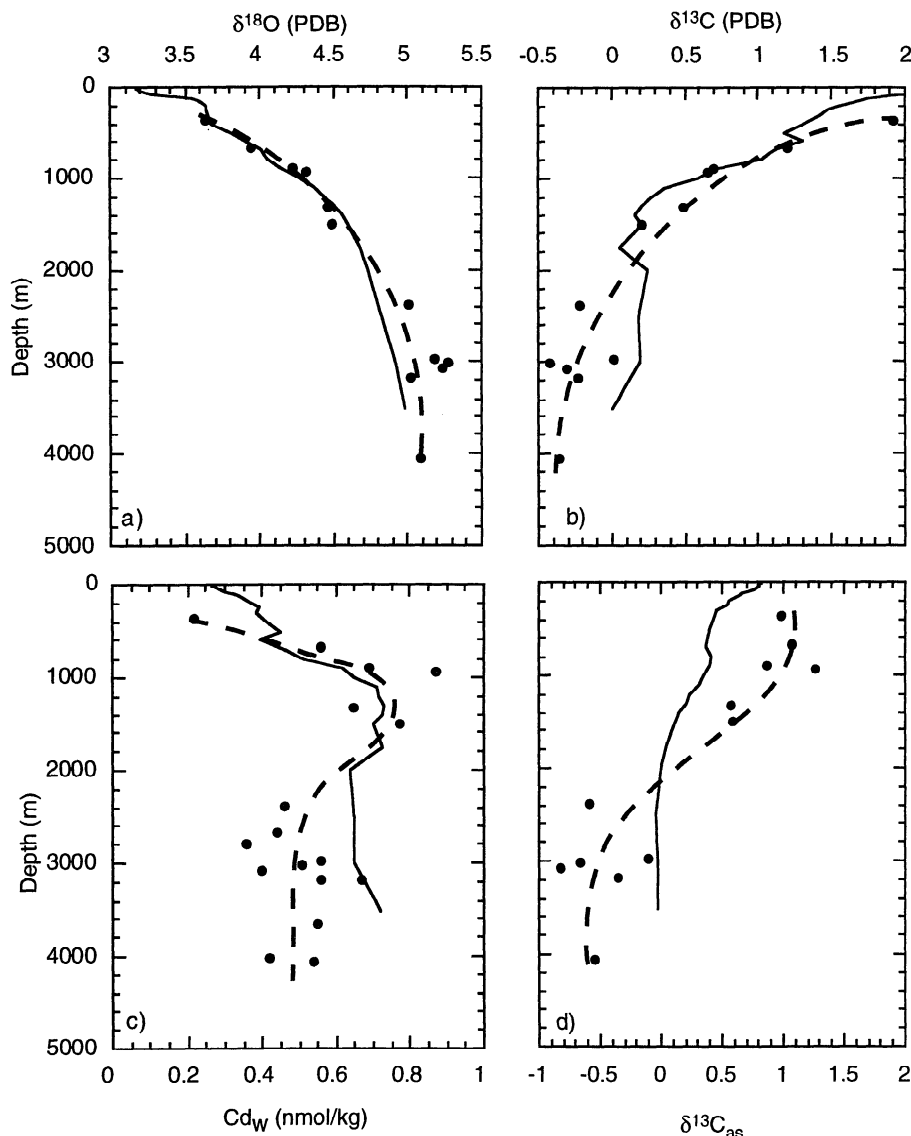 δ18O (PDB)
δ13C (PDB)
3 3.5 4 4.5 5 5.5
-0.5 0 0.5 1 1.5 2
0
1000
2000
3000
4000
5000
Depth (m)
a)
b)
0
1000
2000
3000
4000
5000
Depth (m)
c)
d)
0 0.2 0.4 0.6 0.8 1
-1 -0.5 0 0.5 1 1.5 2
CdW (nmol/kg)
δ13Cas